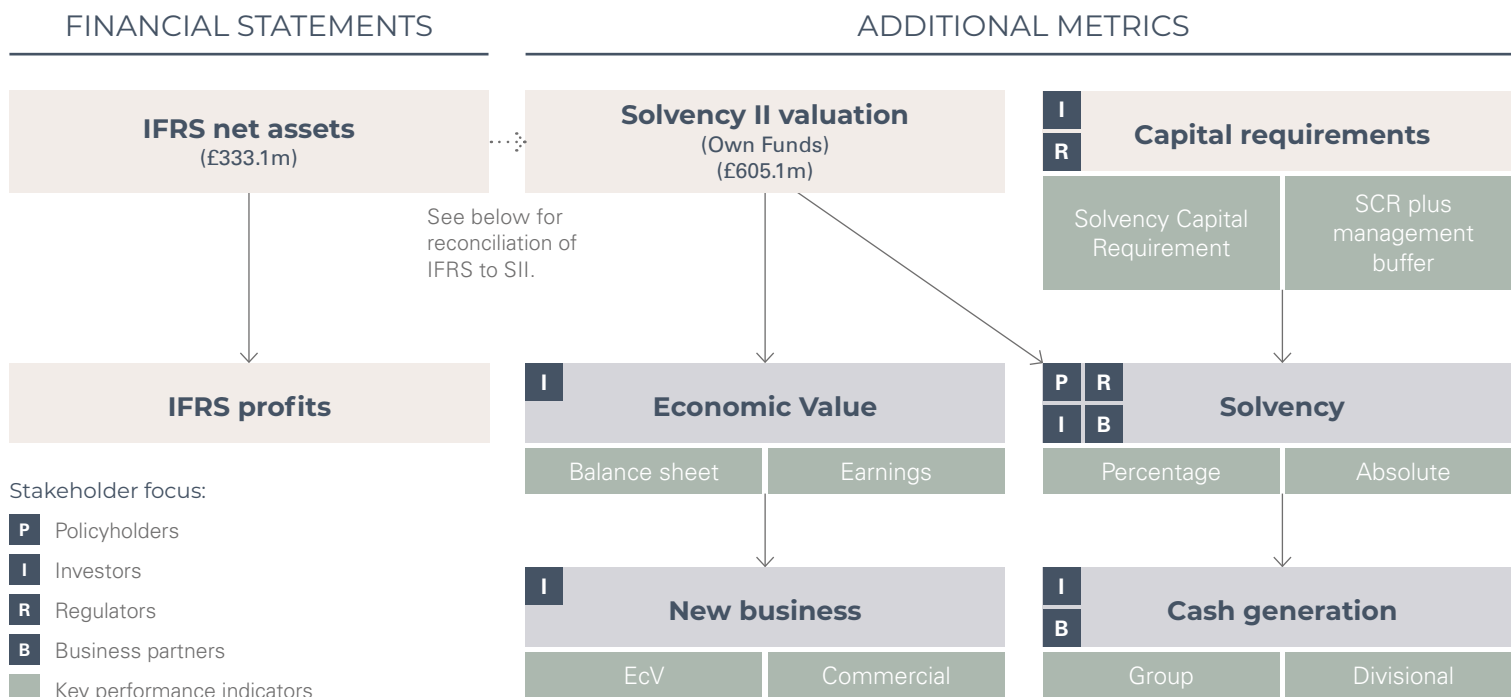 FINANCIAL STATEMENTS
ADDITIONAL METRICS
IFRS net assets
(£333.1m)
Solvency II valuation
(Own Funds)
(£605.1m)
I
R
Capital requirements
Solvency Capital
Requirement
SCR plus
management
buffer
See below for
reconciliation of
IFRS to SII.
IFRS profits
I
Economic Value
Balance sheet
Earnings
P R
I B
Solvency
Percentage
Absolute
Stakeholder focus:
P Policyholders
I Investors
R Regulators
B Business partners
Key performance indicators
I
New business
EcV
Commercial
I
B
Cash generation
Group
Divisional